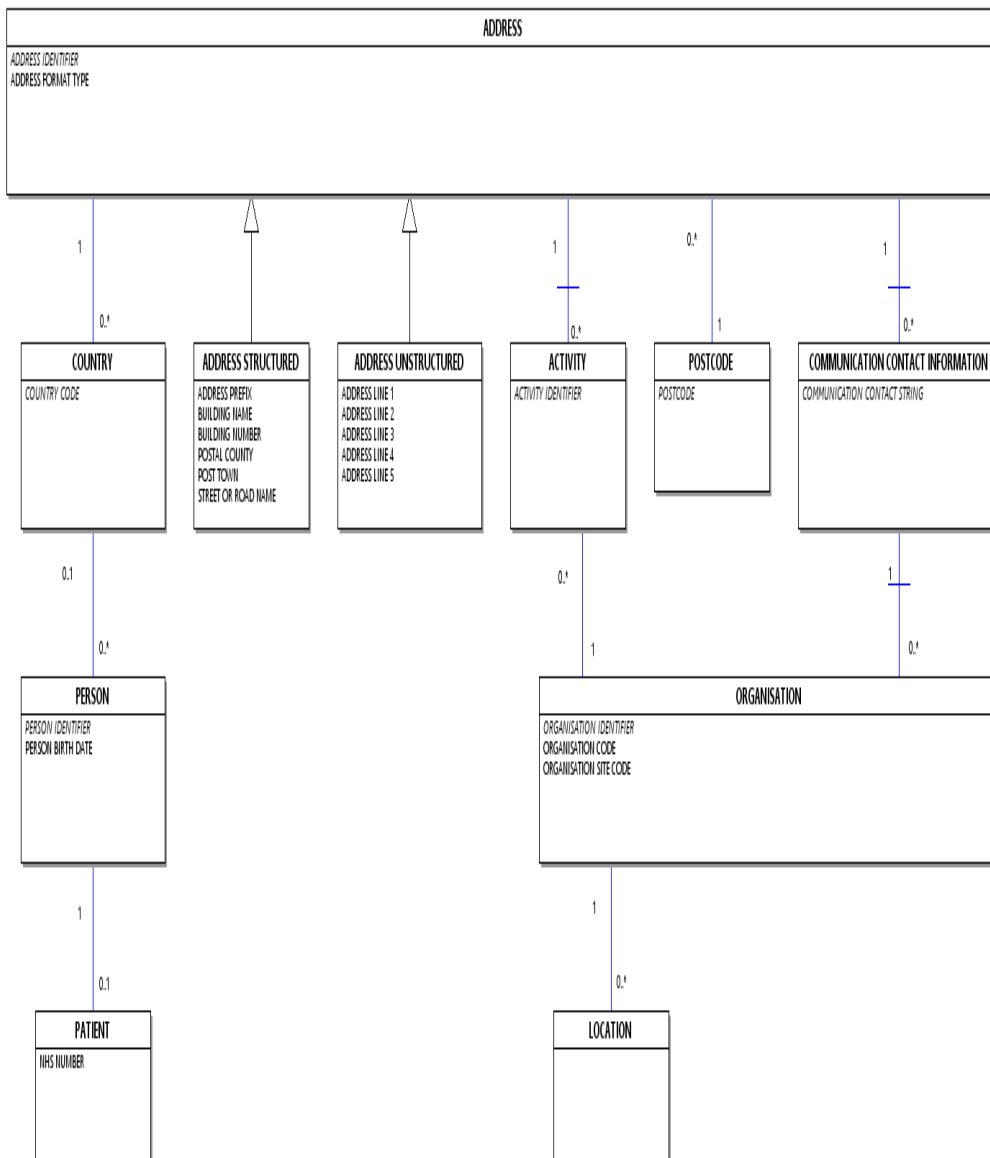 ADDRESS
ADDRESS IDENTIFIER
ADDRESS FORMAT TYPE
1
1
0..*
1
0..*
0..*
1
0..*
COUNTRY
COUNTRY CODE
ADDRESS STRUCTURED
ADDRESS PREFIX
BUILDING NAME
BUILDING NUMBER
POSTAL COUNTY
POST TOWN
STREET OR ROAD NAME
ADDRESS UNSTRUCTURED
ADDRESS LINE 1
ADDRESS LINE 2
ADDRESS LINE 3
ADDRESS LINE 4
ADDRESS LINE 5
ACTIVITY
ACTIVITY IDENTIFIER
POSTCODE
POSTCODE
COMMUNICATION CONTACT INFORMATION
COMMUNICATION CONTACT STRING
0..1
0..*
1
0..*
1
0..*
PERSON
PERSON IDENTIFIER
PERSON BIRTH DATE
ORGANISATION
ORGANISATION IDENTIFIER
ORGANISATION CODE
ORGANISATION SITE CODE
1
1
0..1
0..*
PATIENT
NHS NUMBER
LOCATION